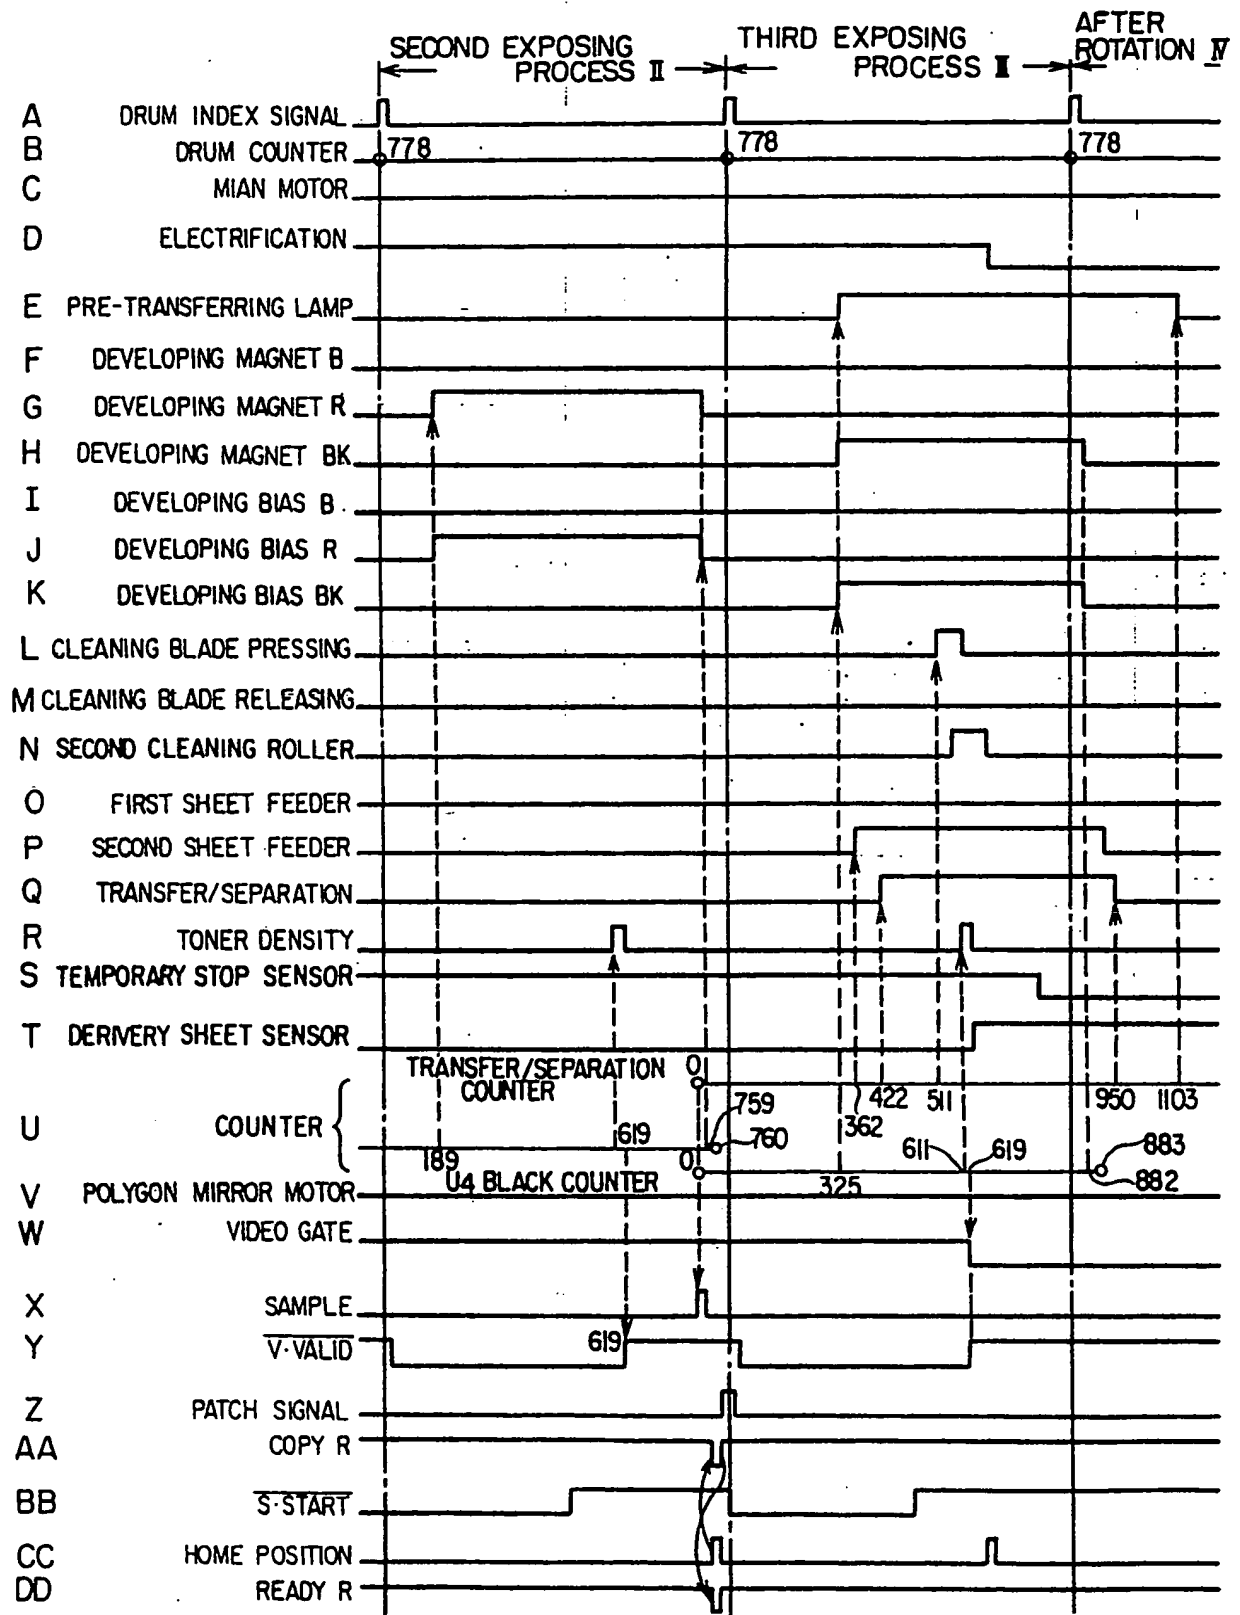 SECOND EXPOSING PROCESS II
THIRD EXPOSING PROCESS III
AFTER ROTATION IV
A DRUM INDEX SIGNAL
B DRUM COUNTER 778 778 778
C MIAN MOTOR
D ELECTRIFICATION
E PRE-TRANSFERRING LAMP
F DEVELOPING MAGNET B
G DEVELOPING MAGNET R
H DEVELOPING MAGNET BK
I DEVELOPING BIAS B
J DEVELOPING BIAS R
K DEVELOPING BIAS BK
L CLEANING BLADE PRESSING
M CLEANING BLADE RELEASING
N SECOND CLEANING ROLLER
O FIRST SHEET FEEDER
P SECOND SHEET FEEDER
Q TRANSFER/SEPARATION
R TONER DENSITY
S TEMPORARY STOP SENSOR
T DERIVERY SHEET SENSOR
TRANSFER/SEPARATION COUNTER 0
422 511 950 1103
759 362
U COUNTER 619 760 611 619 883
189 0 882
U4 BLACK COUNTER 325
V POLYGON MIRROR MOTOR
W VIDEO GATE
X SAMPLE
Y V·VALID 619
Z PATCH SIGNAL
AA COPY R
BB S·START
CC HOME POSITION
DD READY R